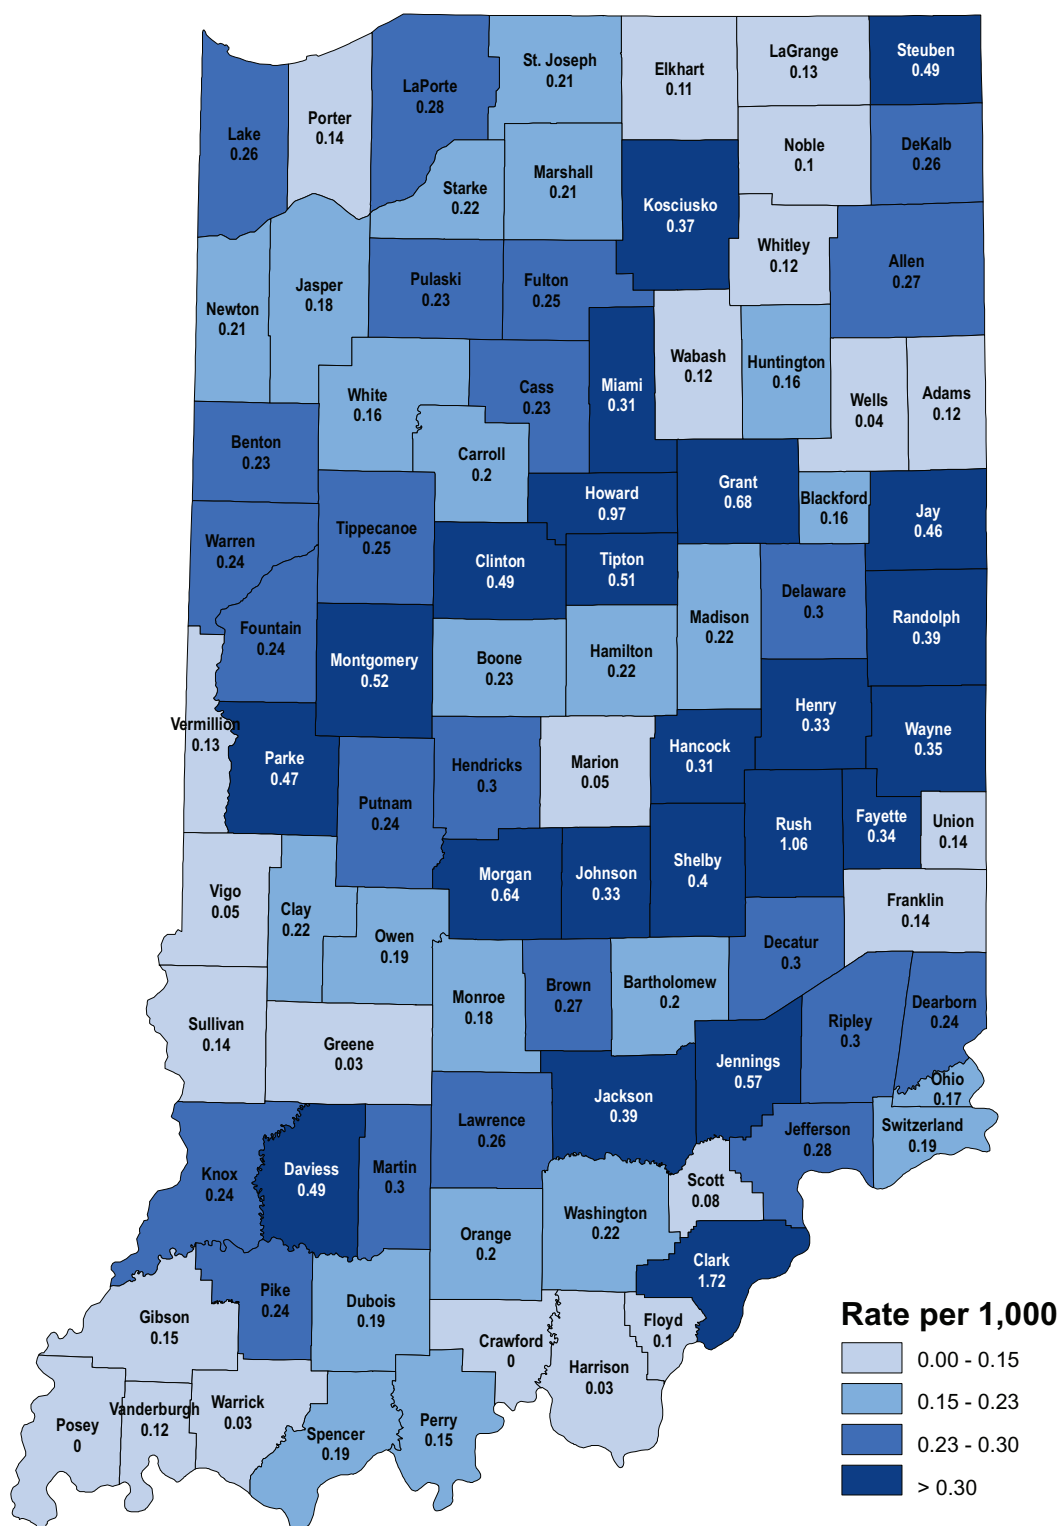 St. Joseph
0.21
Elkhart
0.11
LaGrange
0.13
Steuben
0.49
LaPorte
0.28
Porter
0.14
Lake
0.26
Noble
0.1
DeKalb
0.26
Starke
0.22
Marshall
0.21
Kosciusko
0.37
Whitley
0.12
Allen
0.27
Newton
0.21
Jasper
0.18
Pulaski
0.23
Fulton
0.25
Wabash
0.12
Huntington
0.16
White
0.16
Cass
0.23
Miami
0.31
Wells
0.04
Adams
0.12
Benton
0.23
Carroll
0.2
Howard
0.97
Grant
0.68
Blackford
0.16
Jay
0.46
Warren
0.24
Tippecanoe
0.25
Clinton
0.49
Tipton
0.51
Madison
0.22
Delaware
0.3
Randolph
0.39
Fountain
0.24
Montgomery
0.52
Boone
0.23
Hamilton
0.22
Henry
0.33
Wayne
0.35
Vermillion
0.13
Parke
0.47
Putnam
0.24
Hendricks
0.3
Marion
0.05
Hancock
0.31
Rush
1.06
Fayette
0.34
Union
0.14
Vigo
0.05
Clay
0.22
Owen
0.19
Morgan
0.64
Johnson
0.33
Shelby
0.4
Franklin
0.14
Decatur
0.3
Sullivan
0.14
Greene
0.03
Monroe
0.18
Brown
0.27
Bartholomew
0.2
Jennings
0.57
Ripley
0.3
Dearborn
0.24
Ohio
0.17
Switzerland
0.19
Jackson
0.39
Lawrence
0.26
Jefferson
0.28
Knox
0.24
Daviess
0.49
Martin
0.3
Scott
0.08
Washington
0.22
Orange
0.2
Clark
1.72
Gibson
0.15
Pike
0.24
Dubois
0.19
Crawford
0
Floyd
0.1
Harrison
0.03
Posey
0
Vanderburgh
0.12
Warrick
0.03
Spencer
0.19
Perry
0.15
Rate per 1,000
0.00 - 0.15
0.15 - 0.23
0.23 - 0.30
> 0.30